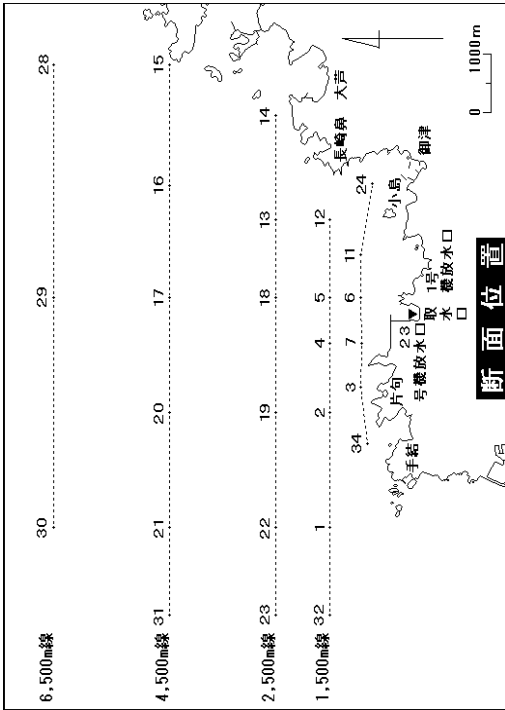 6,500m線 30 29 28
4,500m線 31 21 20 17 16 15
2,500m線 23 22 19 18 13 14
1,500m線 32 1 2 4 5 12
34 3 7 6 11 24
大芦
長崎鼻
小島
御津
片句
手結
23
号機放水口
取水口
1号
機放水口
0 1000m
断面位置